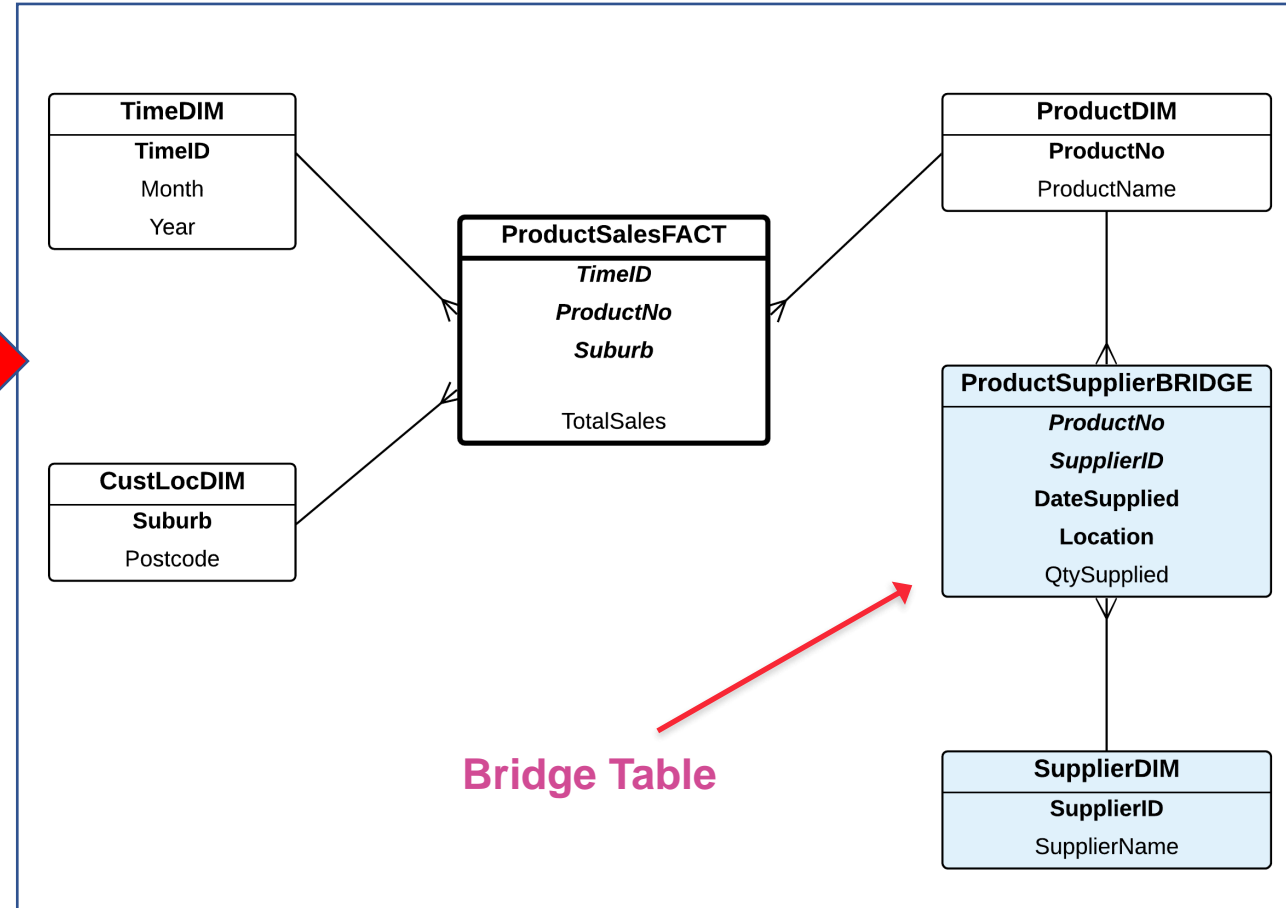 TimeDIM
TimeID
Month
Year
CustLocDIM
Suburb
Postcode
ProductSalesFACT
TimeID
ProductNo
Suburb
TotalSales
ProductDIM
ProductNo
ProductName
ProductSupplierBRIDGE
ProductNo
SupplierID
DateSupplied
Location
QtySupplied
SupplierDIM
SupplierID
SupplierName
Bridge Table